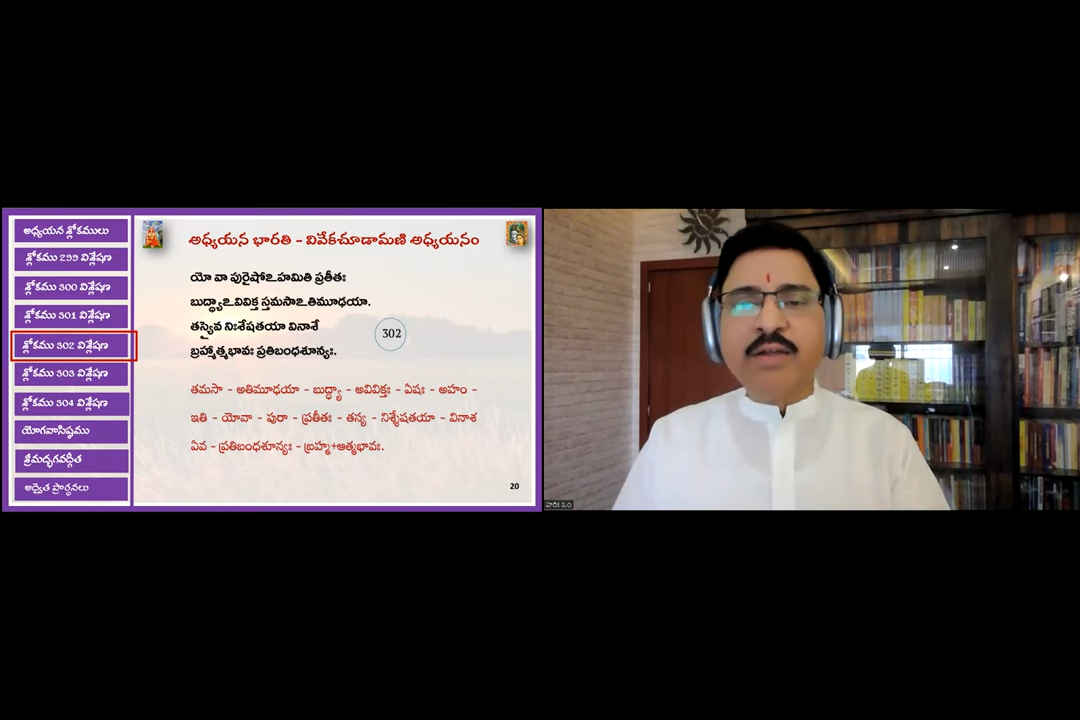 అధ్యయన శ్లోకములు
శ్లోకము 299 విశ్లేషణ
శ్లోకము 300 విశ్లేషణ
శ్లోకము 301 విశ్లేషణ
శ్లోకము 302 విశ్లేషణ
శ్లోకము 303 విశ్లేషణ
శ్లోకము 304 విశ్లేషణ
యోగవాసిష్ఠము
శ్రీమద్భగవద్గీత
అద్వైత ప్రార్థనలు
అధ్యయన భారతి - వివేకచూడామణి అధ్యయనం
యో వా పురైషోఽహమితి ప్రతీతః
బుద్ధ్యాఽవివిక్త స్తమసాఽతిమూఢయా.
తస్యైవ నిఃశేషతయా వినాశే
బ్రహ్మాత్మభావః ప్రతిబంధశూన్యః.
302
తమసా - అతిమూఢయా - బుద్ధ్యా - అవివిక్తః - ఏషః - అహం -
ఇతి - యోవా - పురా - ప్రతీతః - తన్య - నిశ్శేషతయా - వినాశ
ఏవ - ప్రతిబంధశూన్యః - బ్రహ్మ+ఆత్మభావః.
20
హరిః ఓం